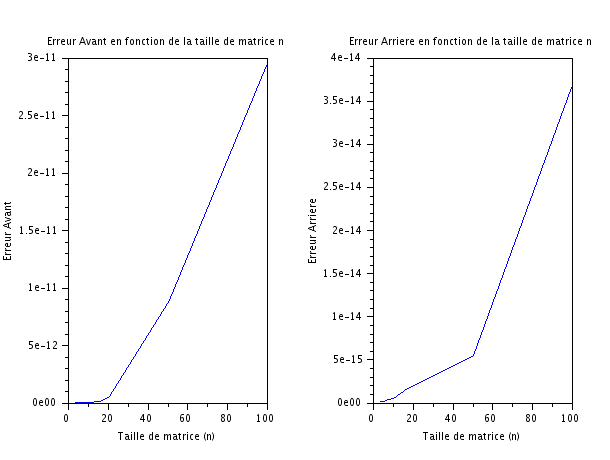 Erreur Avant en fonction de la taille de matrice n
3e-11
2.5e-11
2e-11
1.5e-11
1e-11
5e-12
0e00
0
20
40
60
80
100
Erreur Avant
Taille de matrice (n)
Erreur Arriere en fonction de la taille de matrice n
4e-14
3.5e-14
3e-14
2.5e-14
2e-14
1.5e-14
1e-14
5e-15
0e00
0
20
40
60
80
100
Erreur Arriere
Taille de matrice (n)